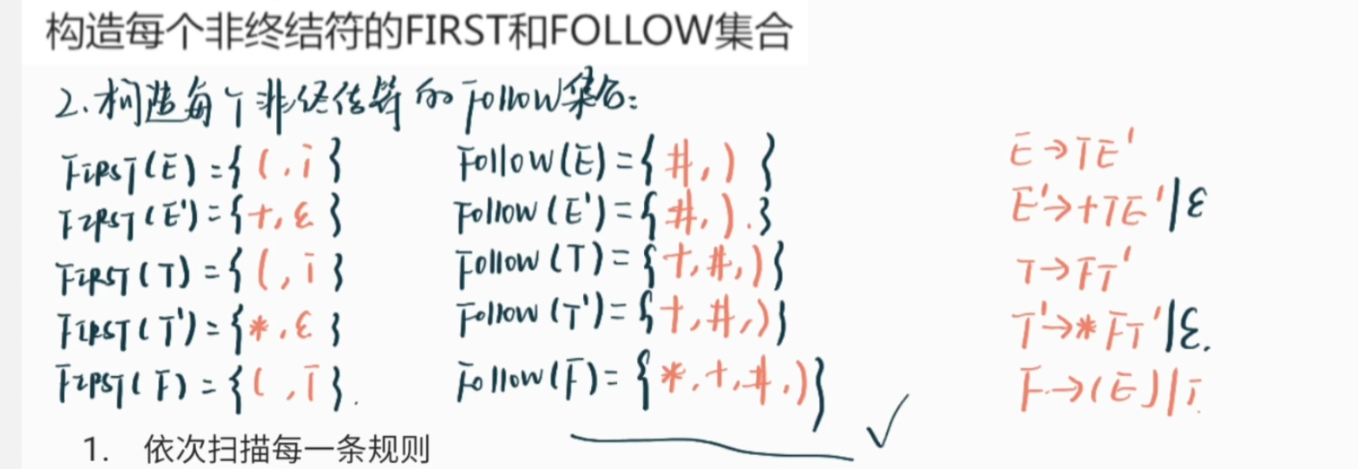 构造每个非终结符的FIRST和FOLLOW集合
2.构造每个非终结符的Follow集合:
FIRST(E)={(,i}
Follow(E)={#,)}
E→TE'
FIRST(E')={+,ε}
Follow(E')={#,).}
E'→+TE'|ε
FIRST(T)={(,i}
Follow(T)={+,#,)}
T→FT'
FIRST(T')={*,ε}
Follow(T')={+,#,)}
T'→*FT'|ε.
FIRST(F)={(,i}.
Follow(F)={*,+,#,)}
F→(E)|i
1. 依次扫描每一条规则